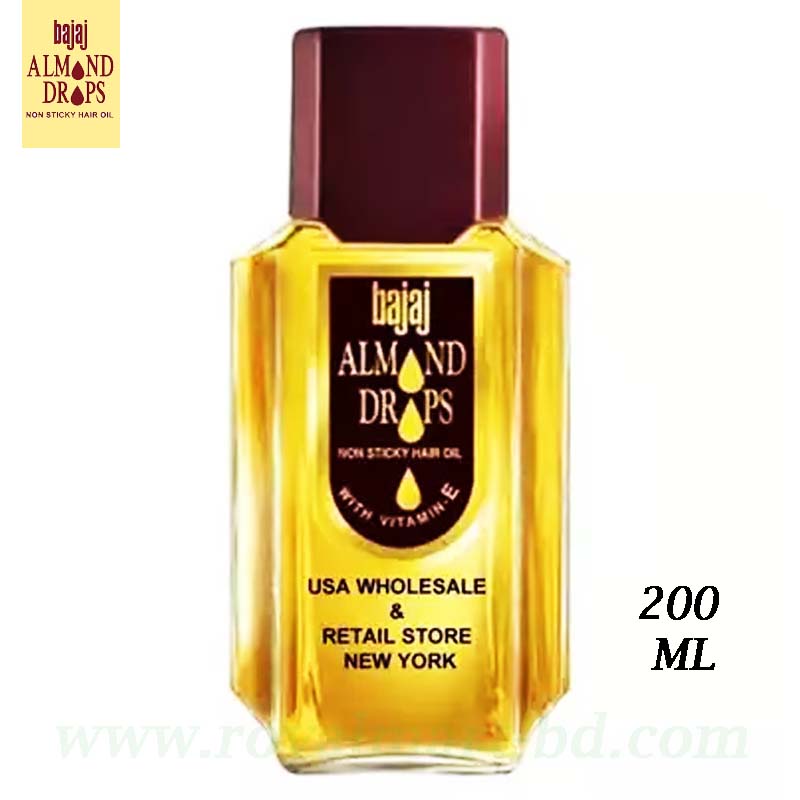 bajaj
ALMOND
DROPS
NON STICKY HAIR OIL
bajaj
ALMOND
DROPS
NON STICKY HAIR OIL
WITH VITAMIN-E
USA WHOLESALE
&
RETAIL STORE
NEW YORK
200
ML